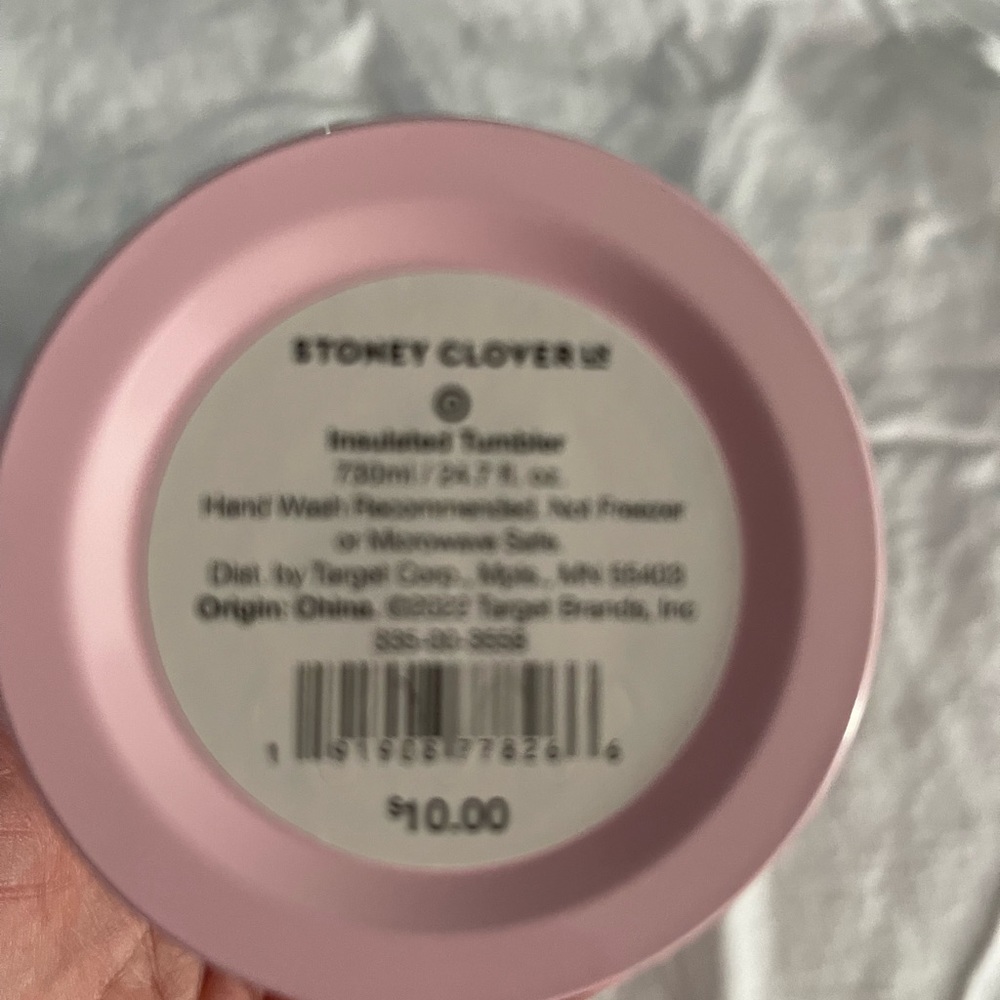 STONEY CLOVER LN
Insulated Tumbler
730ml / 24.7 fl. oz.
Hand Wash Recommended. Not Freezer
or Microwave Safe.
Dist. by Target Corp., Mpls., MN 55403
Origin: China. ©2022 Target Brands, Inc
$10.00